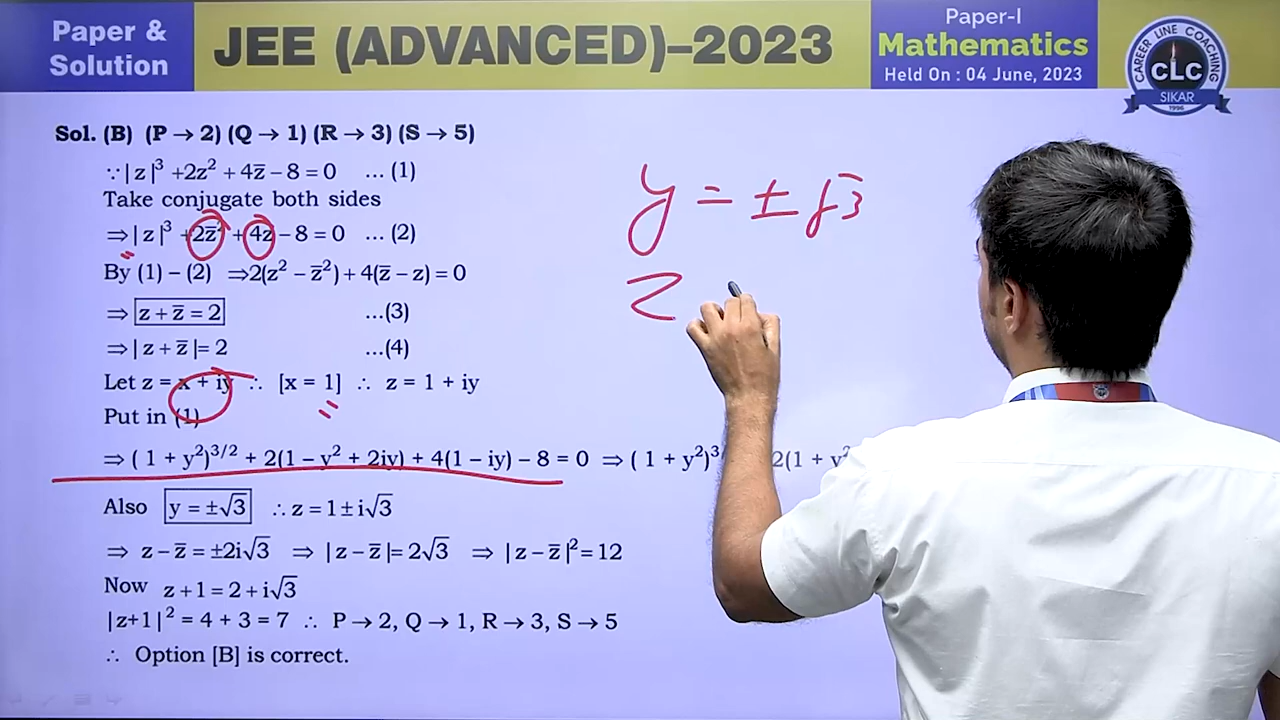 Paper & Solution
JEE (ADVANCED)–2023
Paper-I
Mathematics
Held On : 04 June, 2023
CAREER LINE COACHING
CLC
SIKAR
1996
Sol. (B) (P → 2) (Q → 1) (R → 3) (S → 5)
∵ |z|³ +2z² + 4z̅ – 8 = 0 ... (1)
Take conjugate both sides
⇒ |z|³ + 2z̅² + 4z – 8 = 0 ... (2)
By (1) – (2) ⇒ 2(z² – z̅²) + 4(z̅ – z) = 0
⇒ z + z̅ = 2 ...(3)
⇒ |z + z̅| = 2 ...(4)
Let z = x + iy ∴ [x = 1] ∴ z = 1 + iy
Put in (1)
⇒ ( 1 + y²)^3/2 + 2(1 – y² + 2iy) + 4(1 – iy) – 8 = 0 ⇒ ( 1 + y²)³ 2(1 + y²
Also y = ±√3 ∴ z = 1 ± i√3
⇒ z – z̅ = ±2i√3 ⇒ |z – z̅| = 2√3 ⇒ |z – z̅|² = 12
Now z + 1 = 2 + i√3
|z+1|² = 4 + 3 = 7 ∴ P → 2, Q → 1, R → 3, S → 5
∴ Option [B] is correct.
y = ± √3
z